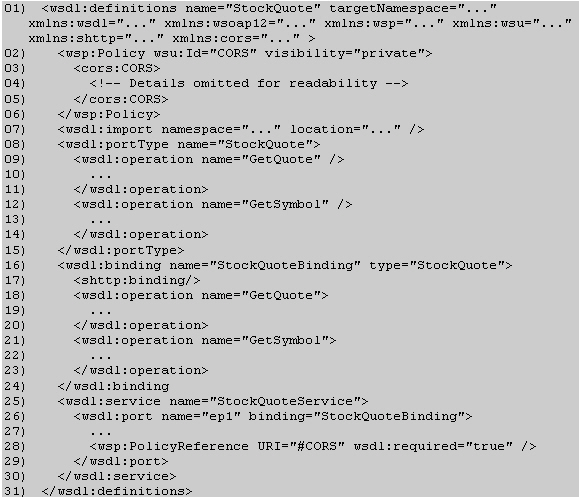 01) <wsdl:definitions name="StockQuote" targetNamespace="..."
xmlns:wsdl="..." xmlns:wsoap12="..." xmlns:wsp="..." xmlns:wsu="..."
xmlns:shttp="..." xmlns:cors="..." >
02) <wsp:Policy wsu:Id="CORS" visibility="private">
03) <cors:CORS>
04) <!-- Details omitted for readability -->
05) </cors:CORS>
06) </wsp:Policy>
07) <wsdl:import namespace="..." location="..." />
08) <wsdl:portType name="StockQuote">
09) <wsdl:operation name="GetQuote" />
10) ...
11) </wsdl:operation>
12) <wsdl:operation name="GetSymbol" />
13) ...
14) </wsdl:operation>
15) </wsdl:portType>
16) <wsdl:binding name="StockQuoteBinding" type="StockQuote">
17) <shttp:binding/>
18) <wsdl:operation name="GetQuote">
19) ...
20) </wsdl:operation>
21) <wsdl:operation name="GetSymbol">
22) ...
23) </wsdl:operation>
24) </wsdl:binding
25) <wsdl:service name="StockQuoteService">
26) <wsdl:port name="ep1" binding="StockQuoteBinding">
27) ...
28) <wsp:PolicyReference URI="#CORS" wsdl:required="true" />
29) </wsdl:port>
30) </wsdl:service>
31) </wsdl:definitions>